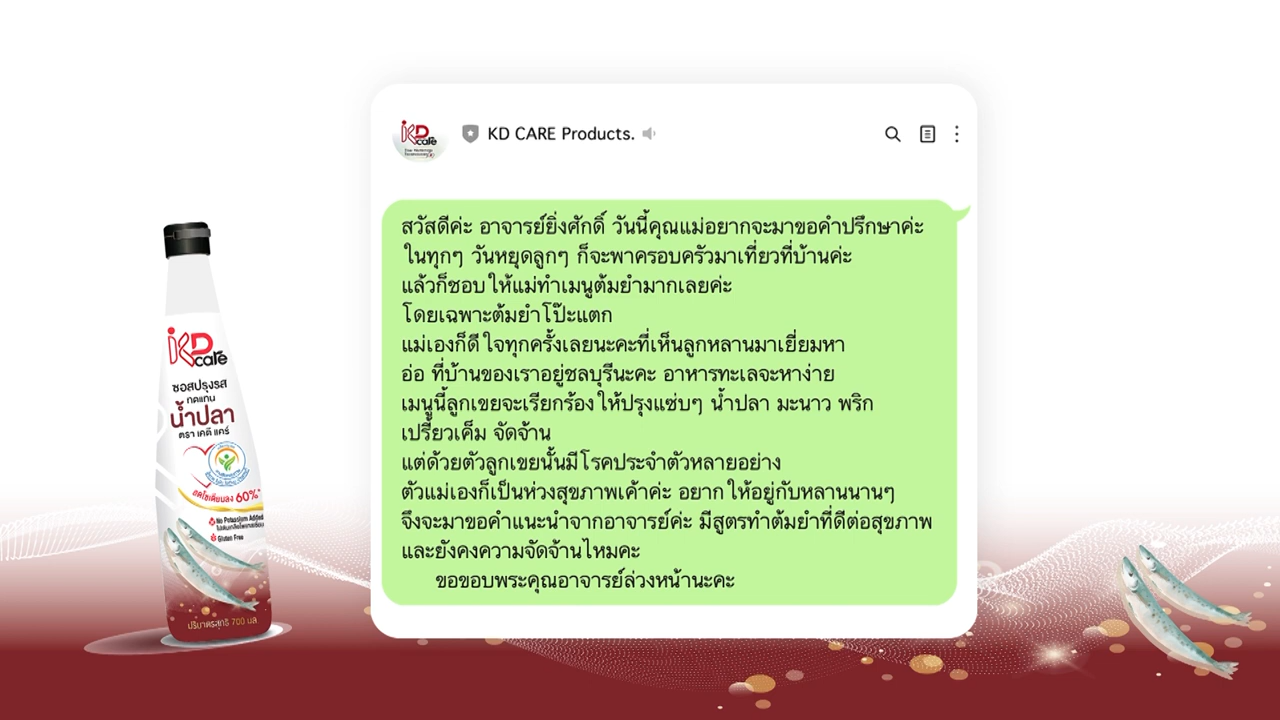 KD care
KD CARE Products.
สวัสดีค่ะ อาจารย์ยิ่งศักดิ์ วันนี้คุณแม่อยากจะมาขอคำปรึกษาค่ะ
ในทุกๆ วันหยุดลูกๆ ก็จะพาครอบครัวมาเที่ยวที่บ้านค่ะ
แล้วก็ชอบให้แม่ทำเมนูต้มยำมากเลยค่ะ
โดยเฉพาะต้มยำโป๊ะแตก
แม่เองก็ดีใจทุกครั้งเลยนะคะที่เห็นลูกหลานมาเยี่ยมหา
อ่อ ที่บ้านของเราอยู่ชลบุรีนะคะ อาหารทะเลจะหาง่าย
เมนูนี้ลูกเขยจะเรียกร้องให้ปรุงแซ่บๆ น้ำปลา มะนาว พริก
เปรี้ยวเค็ม จัดจ้าน
แต่ด้วยตัวลูกเขยนั้นมีโรคประจำตัวหลายอย่าง
ตัวแม่เองก็เป็นห่วงสุขภาพเค้าค่ะ อยากให้อยู่กับหลานนานๆ
จึงจะมาขอคำแนะนำจากอาจารย์ค่ะ มีสูตรทำต้มยำที่ดีต่อสุขภาพ
และยังคงความจัดจ้านไหมคะ
ขอขอบพระคุณอาจารย์ล่วงหน้านะคะ
KD care
ซอสปรุงรส
ทดแทน
น้ำปลา
ตรา เคดี แคร์
ลดโซเดียมลง 60%*
No Potassium Added
Gluten Free
ปริมาตรสุทธิ 700 มล.